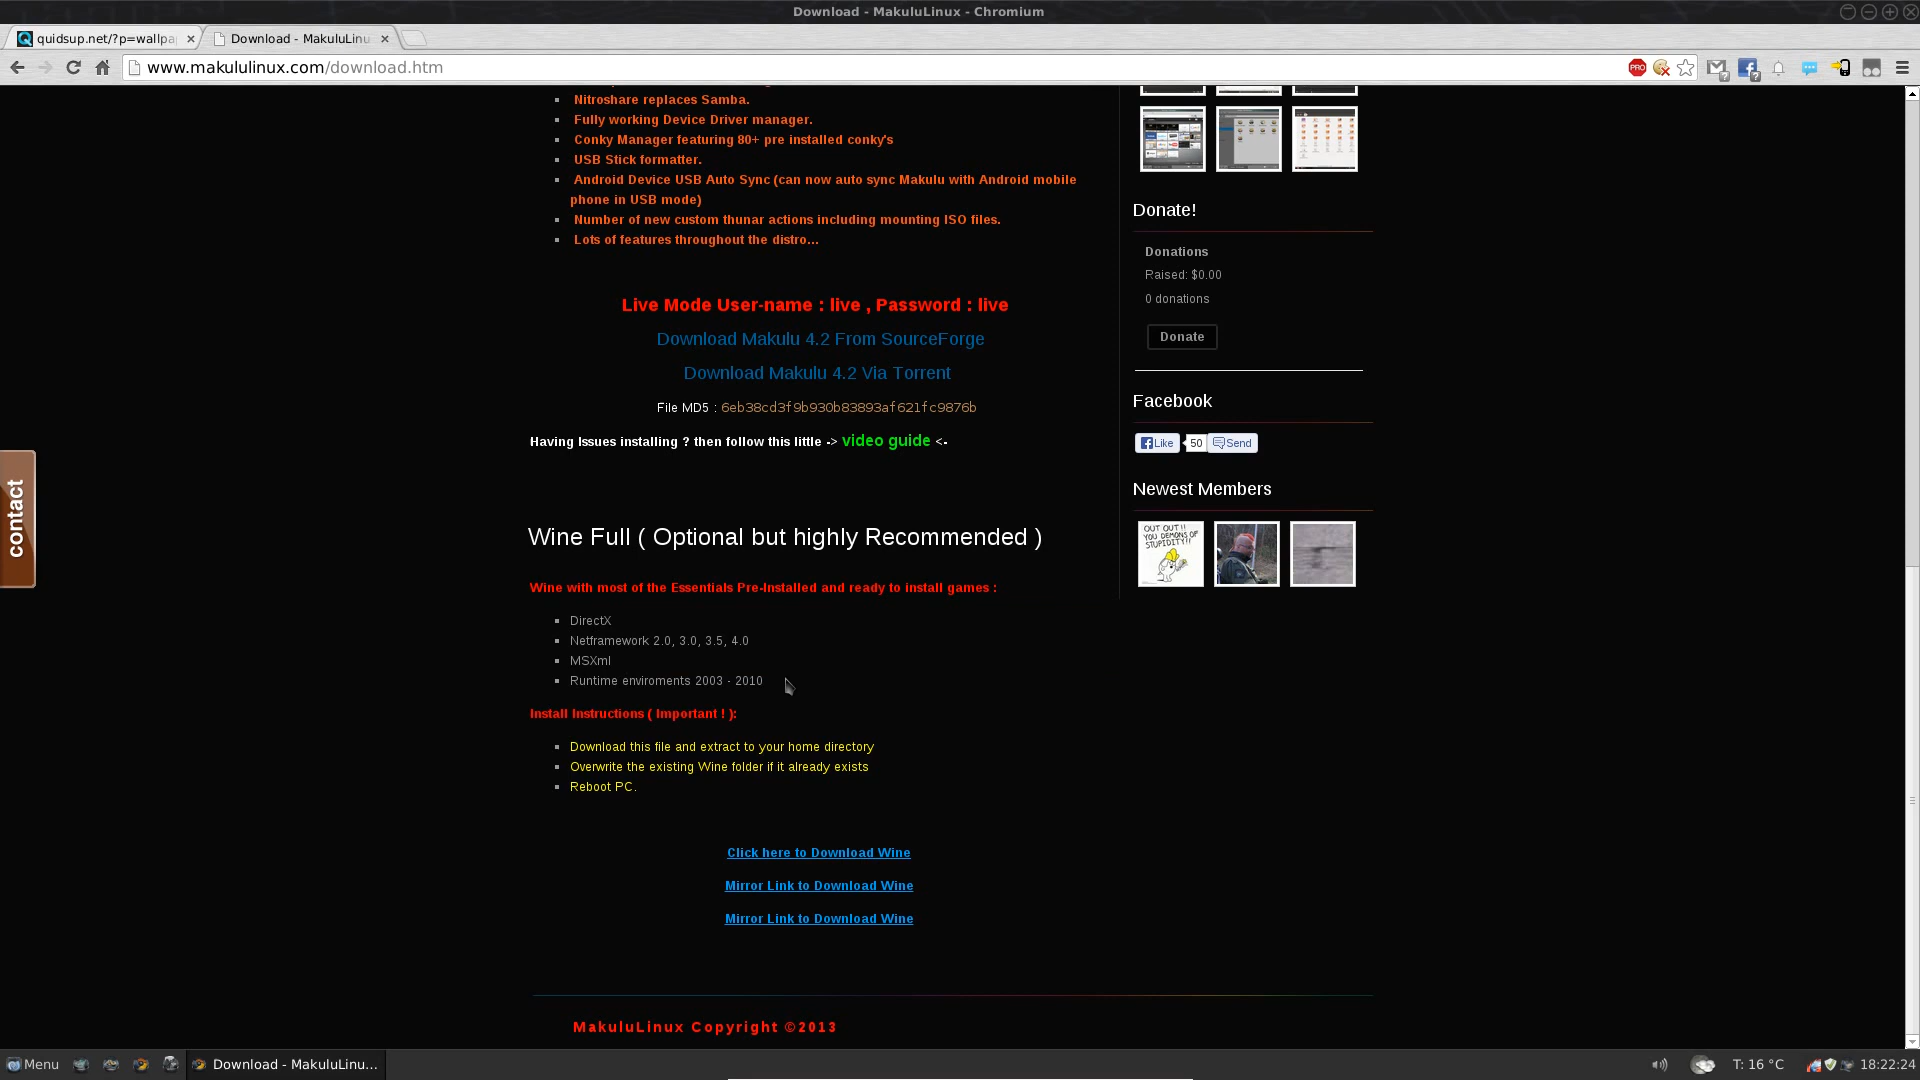 Download - MakuluLinux - Chromium
quidsup.net/?p=wallpa
Download - MakuluLinu
www.makululinux.com/download.htm
Nitroshare replaces Samba.
Fully working Device Driver manager.
Conky Manager featuring 80+ pre installed conky's
USB Stick formatter.
Android Device USB Auto Sync (can now auto sync Makulu with Android mobile
phone in USB mode)
Number of new custom thunar actions including mounting ISO files.
Lots of features throughout the distro...
Live Mode User-name : live , Password : live
Download Makulu 4.2 From SourceForge
Download Makulu 4.2 Via Torrent
File MD5 : 6eb38cd3f9b930b83893af621fc9876b
Having Issues installing ? then follow this little -> video guide <-
contact
Wine Full ( Optional but highly Recommended )
Wine with most of the Essentials Pre-Installed and ready to install games :
DirectX
Netframework 2.0, 3.0, 3.5, 4.0
MSXml
Runtime enviroments 2003 - 2010
Install Instructions ( Important ! ):
Download this file and extract to your home directory
Overwrite the existing Wine folder if it already exists
Reboot PC.
Click here to Download Wine
Mirror Link to Download Wine
Mirror Link to Download Wine
Donate!
Donations
Raised: $0.00
0 donations
Donate
Facebook
Like 50 Send
Newest Members
OUT OUT!!
YOU DEMONS OF
STUPIDITY!!
MakuluLinux Copyright ©2013
Menu
Download - MakuluLinu...
T: 16 °C
18:22:24